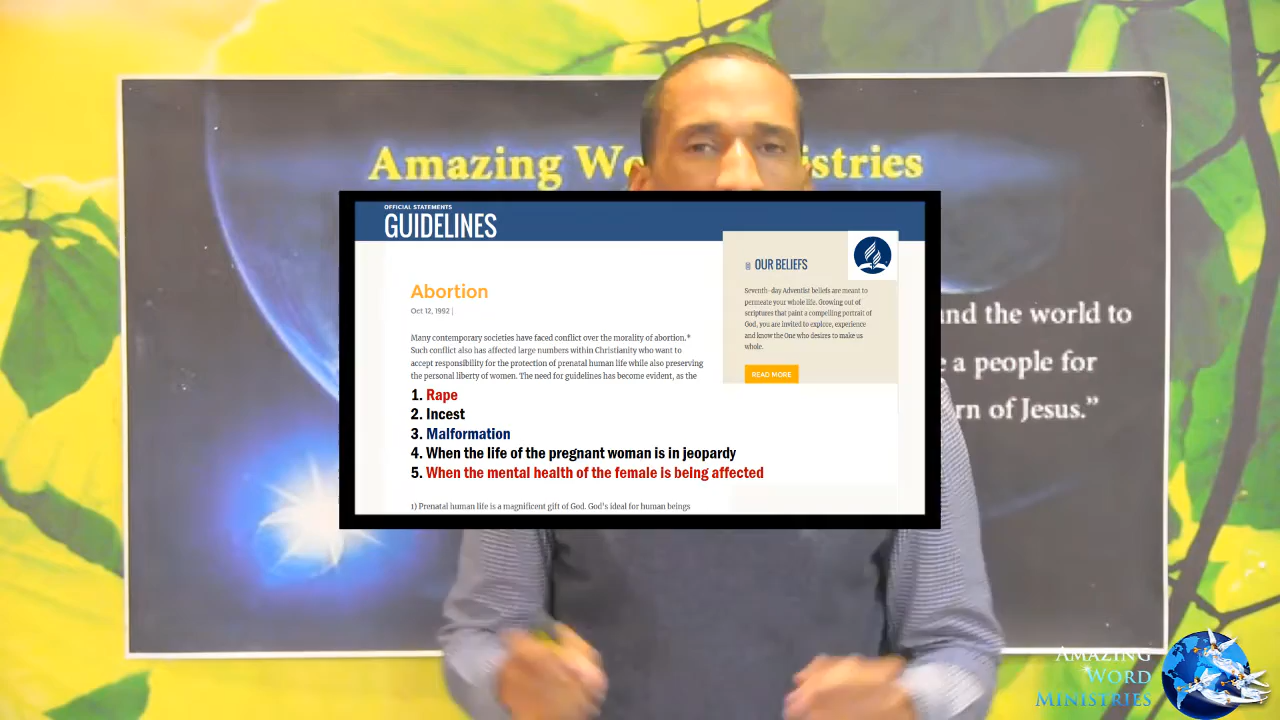 Amazing Wo
istries
OFFICIAL STATEMENTS
GUIDELINES
OUR BELIEFS
Seventh-day Adventist beliefs are meant to
permeate your whole life. Growing out of
scriptures that paint a compelling portrait of
God, you are invited to explore, experience
and know the One who desires to make us
whole.
READ MORE
Abortion
Oct 12, 1992 |
Many contemporary societies have faced conflict over the morality of abortion.*
Such conflict also has affected large numbers within Christianity who want to
accept responsibility for the protection of prenatal human life while also preserving
the personal liberty of women. The need for guidelines has become evident, as the
1. Rape
2. Incest
3. Malformation
4. When the life of the pregnant woman is in jeopardy
5. When the mental health of the female is being affected
1) Prenatal human life is a magnificent gift of God. God's ideal for human beings
nd the world to
a people for
rn of Jesus."
AMAZING
WORD
MINISTRIES